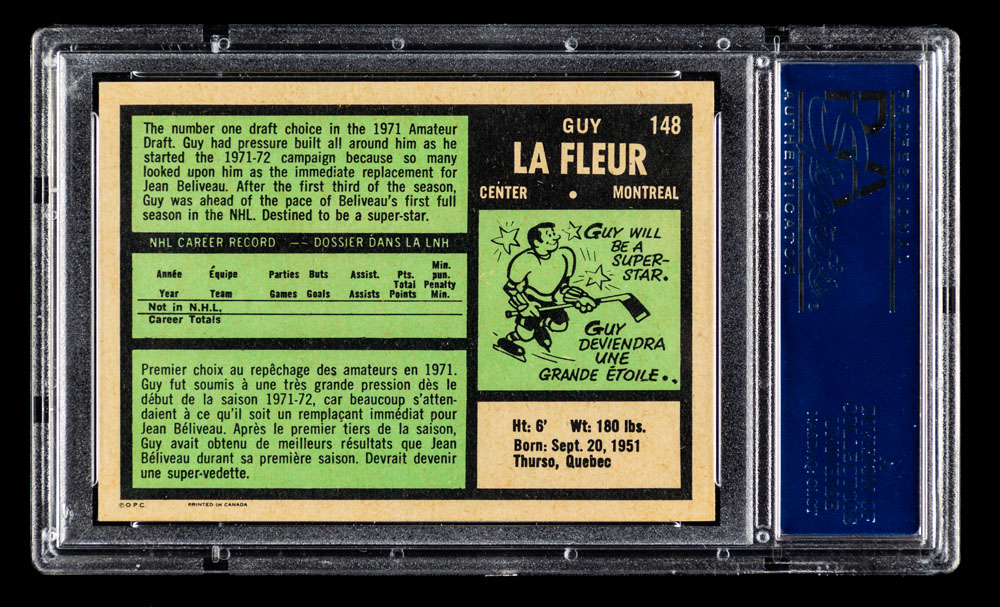 The number one draft choice in the 1971 Amateur
Draft. Guy had pressure built all around him as he
started the 1971-72 campaign because so many
looked upon him as the immediate replacement for
Jean Beliveau. After the first third of the season,
Guy was ahead of the pace of Beliveau's first full
season in the NHL. Destined to be a super-star.
NHL CAREER RECORD -- DOSSIER DANS LA LNH
Année Équipe Parties Buts Assist. Pts. Total Points Min. pun. Penalty Min.
Year Team Games Goals Assists
Not in N.H.L.
Career Totals
Premier choix au repêchage des amateurs en 1971.
Guy fut soumis à une très grande pression dès le
début de la saison 1971-72, car beaucoup s'atten-
daient à ce qu'il soit un remplaçant immédiat pour
Jean Béliveau. Après le premier tiers de la saison,
Guy avait obtenu de meilleurs résultats que Jean
Béliveau durant sa première saison. Devrait devenir
une super-vedette.
©O P C PRINTED IN CANADA
GUY 148
LA FLEUR
CENTER • MONTREAL
GUY WILL
BE A
SUPER-
STAR.
GUY
DEVIENDRA
UNE
GRANDE ÉTOILE..
Ht: 6' Wt: 180 lbs.
Born: Sept. 20, 1951
Thurso, Quebec